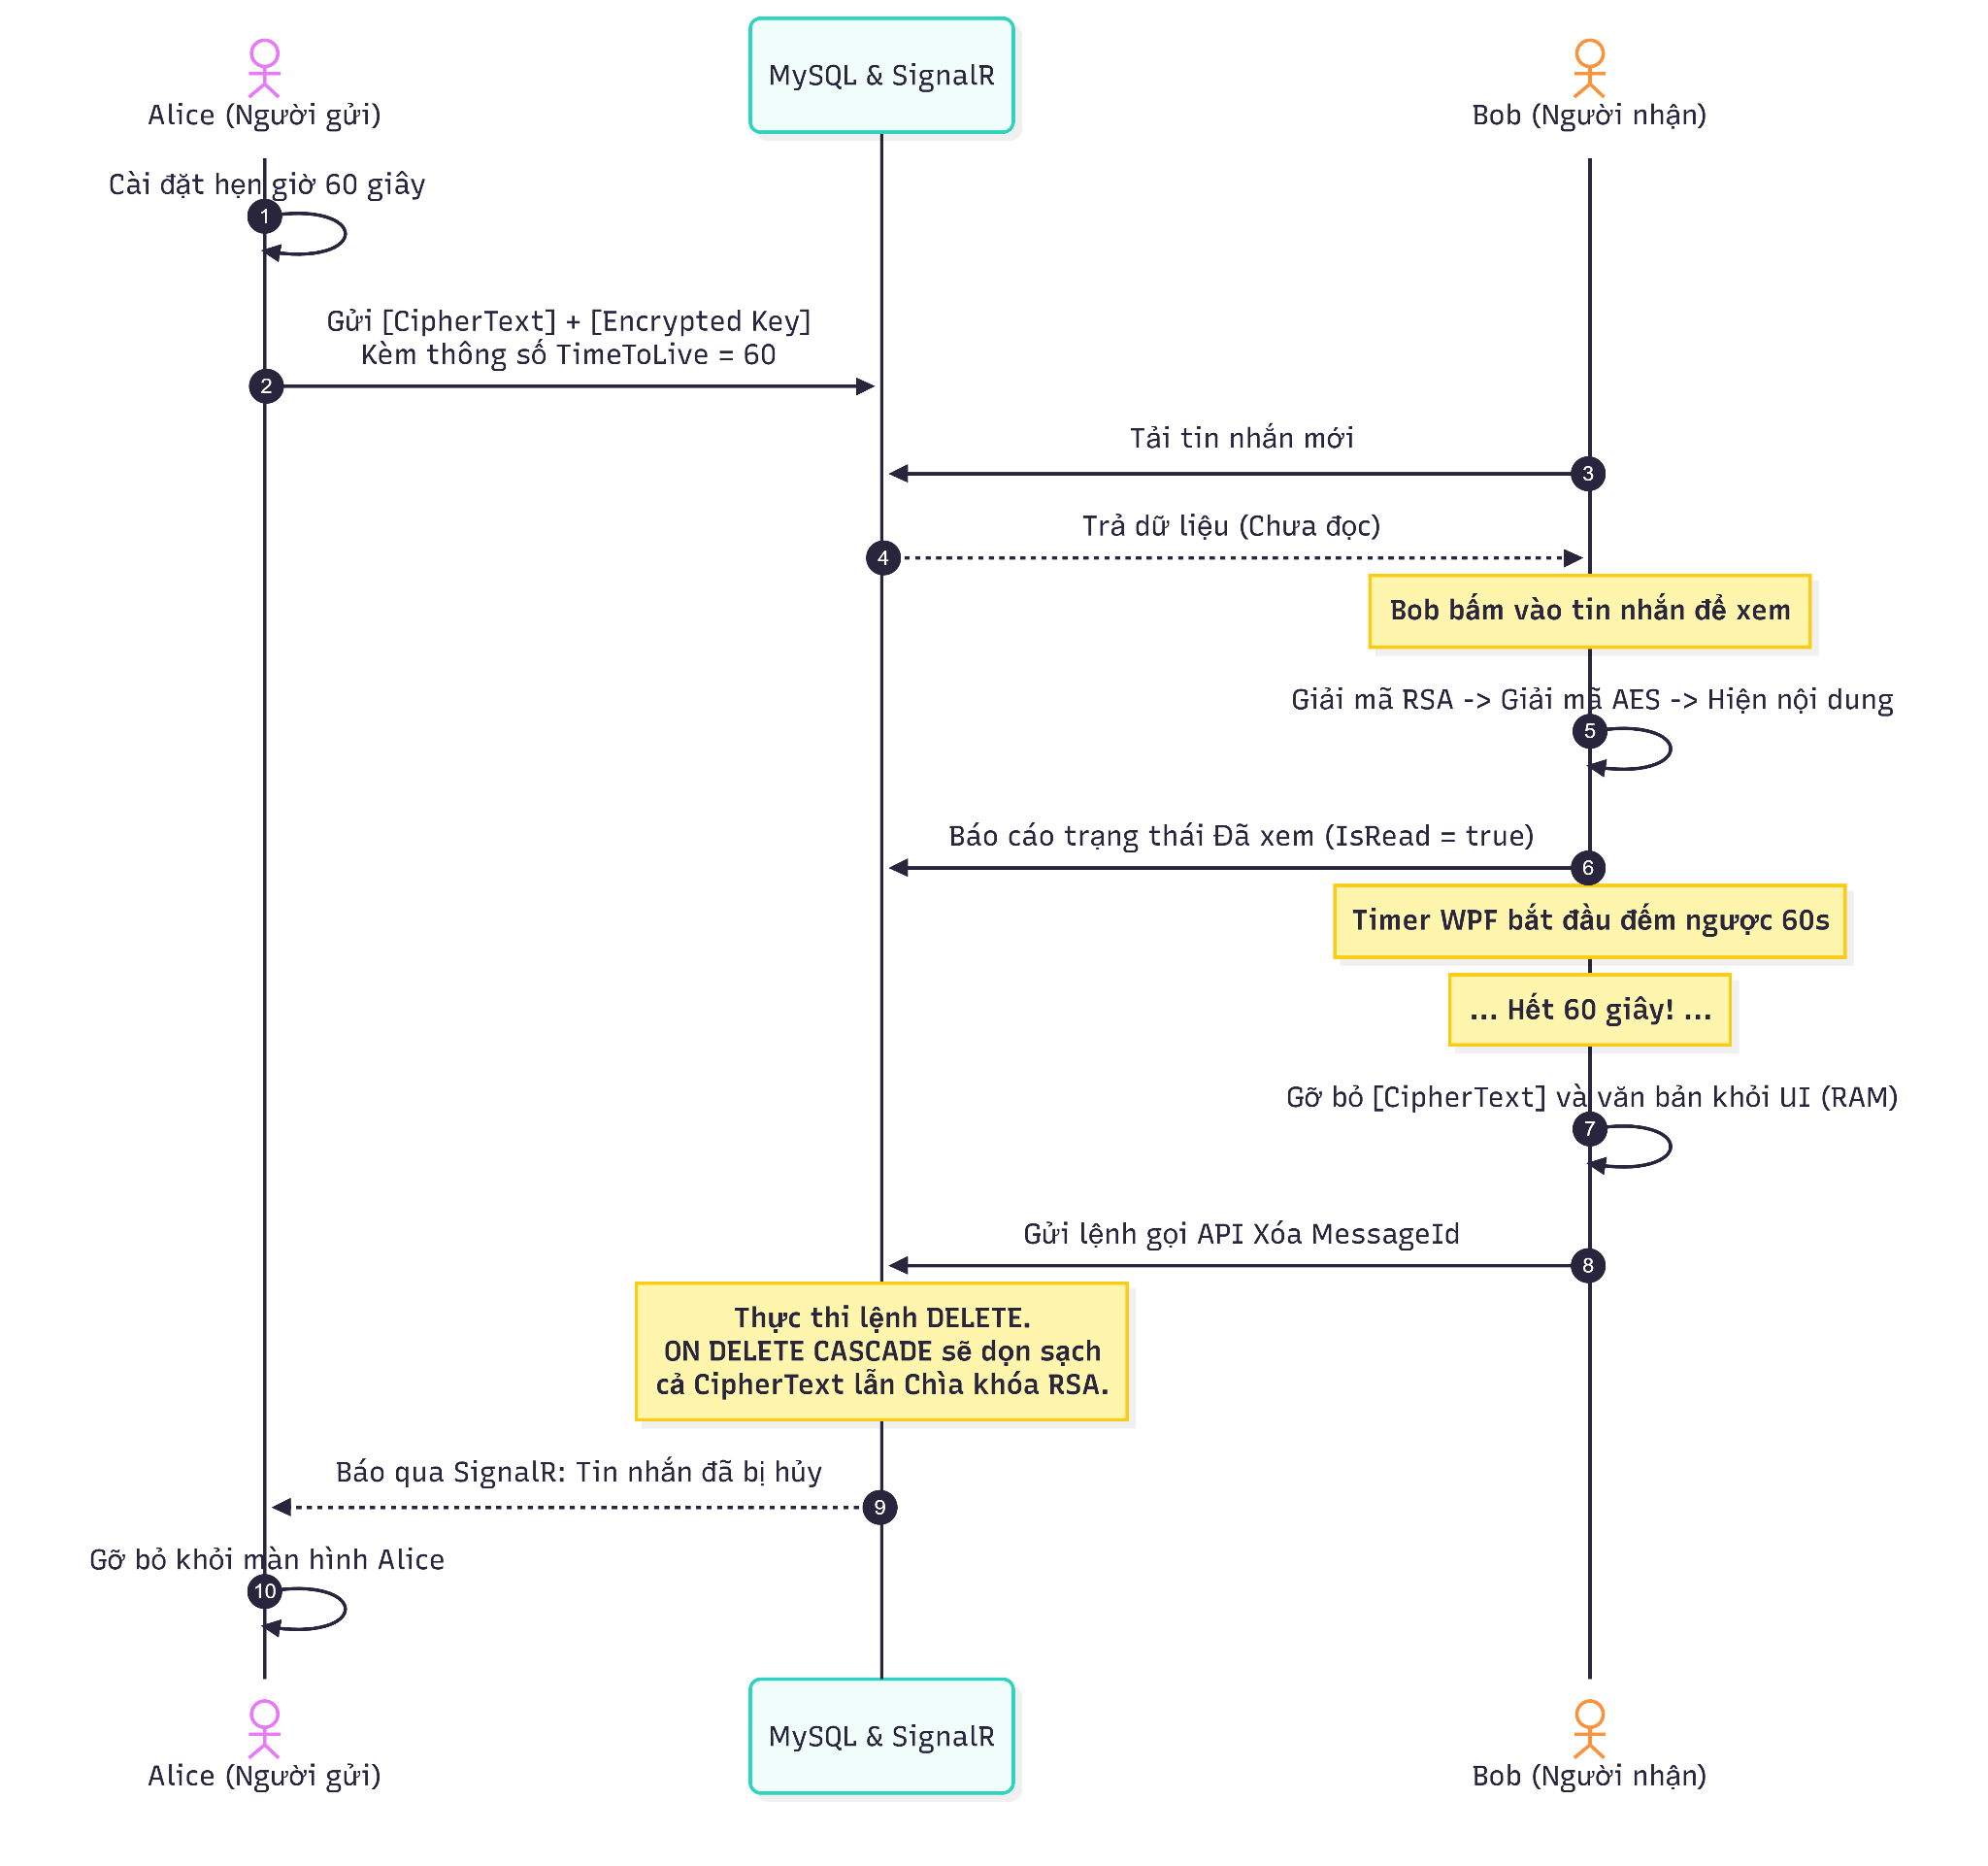 MySQL & SignalR
Alice (Người gửi)
Bob (Người nhận)
Cài đặt hẹn giờ 60 giây
1
Gửi [CipherText] + [Encrypted Key]
Kèm thông số TimeToLive = 60
2
Tải tin nhắn mới
3
Trả dữ liệu (Chưa đọc)
4
Bob bấm vào tin nhắn để xem
Giải mã RSA -> Giải mã AES -> Hiện nội dung
5
Báo cáo trạng thái Đã xem (IsRead = true)
6
Timer WPF bắt đầu đếm ngược 60s
... Hết 60 giây! ...
Gỡ bỏ [CipherText] và văn bản khỏi UI (RAM)
7
Gửi lệnh gọi API Xóa MessageId
8
Thực thi lệnh DELETE.
ON DELETE CASCADE sẽ dọn sạch
cả CipherText lẫn Chìa khóa RSA.
Báo qua SignalR: Tin nhắn đã bị hủy
9
Gỡ bỏ khỏi màn hình Alice
10
MySQL & SignalR
Alice (Người gửi)
Bob (Người nhận)